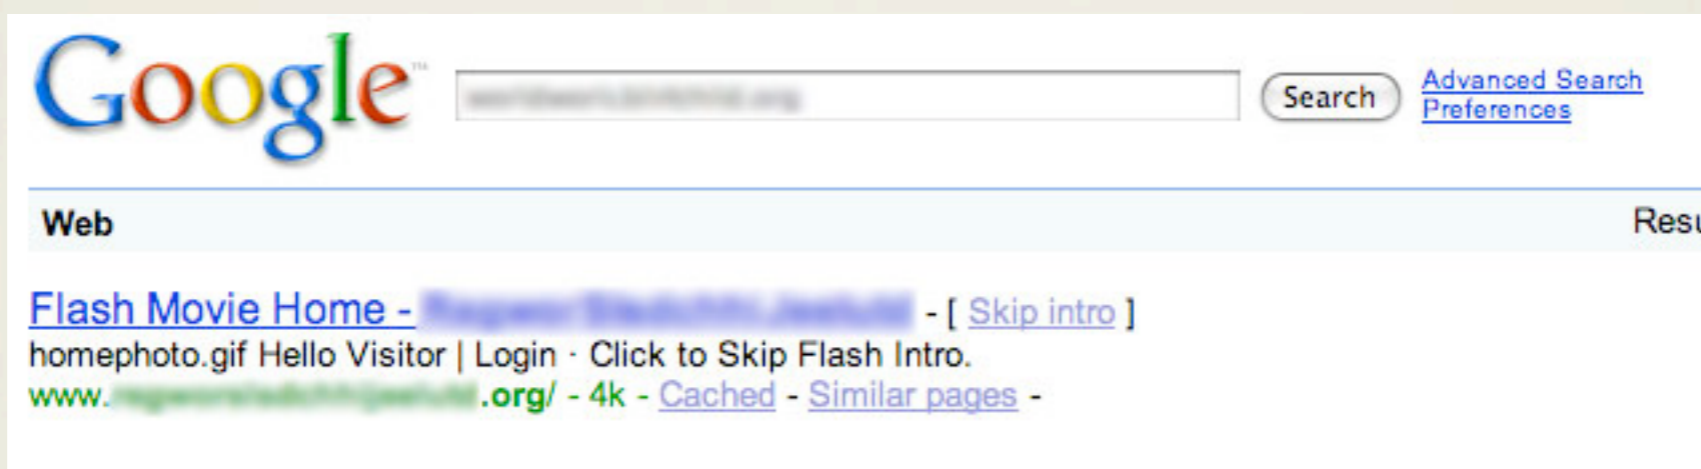 Google™
Search
Advanced Search
Preferences
Web
Resu
Flash Movie Home - - [ Skip intro ]
homephoto.gif Hello Visitor | Login · Click to Skip Flash Intro.
www. .org/ - 4k - Cached - Similar pages -